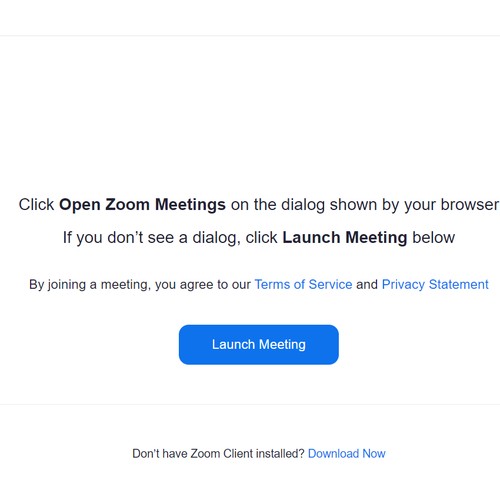 Click Open Zoom Meetings on the dialog shown by your browser
If you don’t see a dialog, click Launch Meeting below
By joining a meeting, you agree to our Terms of Service and Privacy Statement
Launch Meeting
Don’t have Zoom Client installed? Download Now